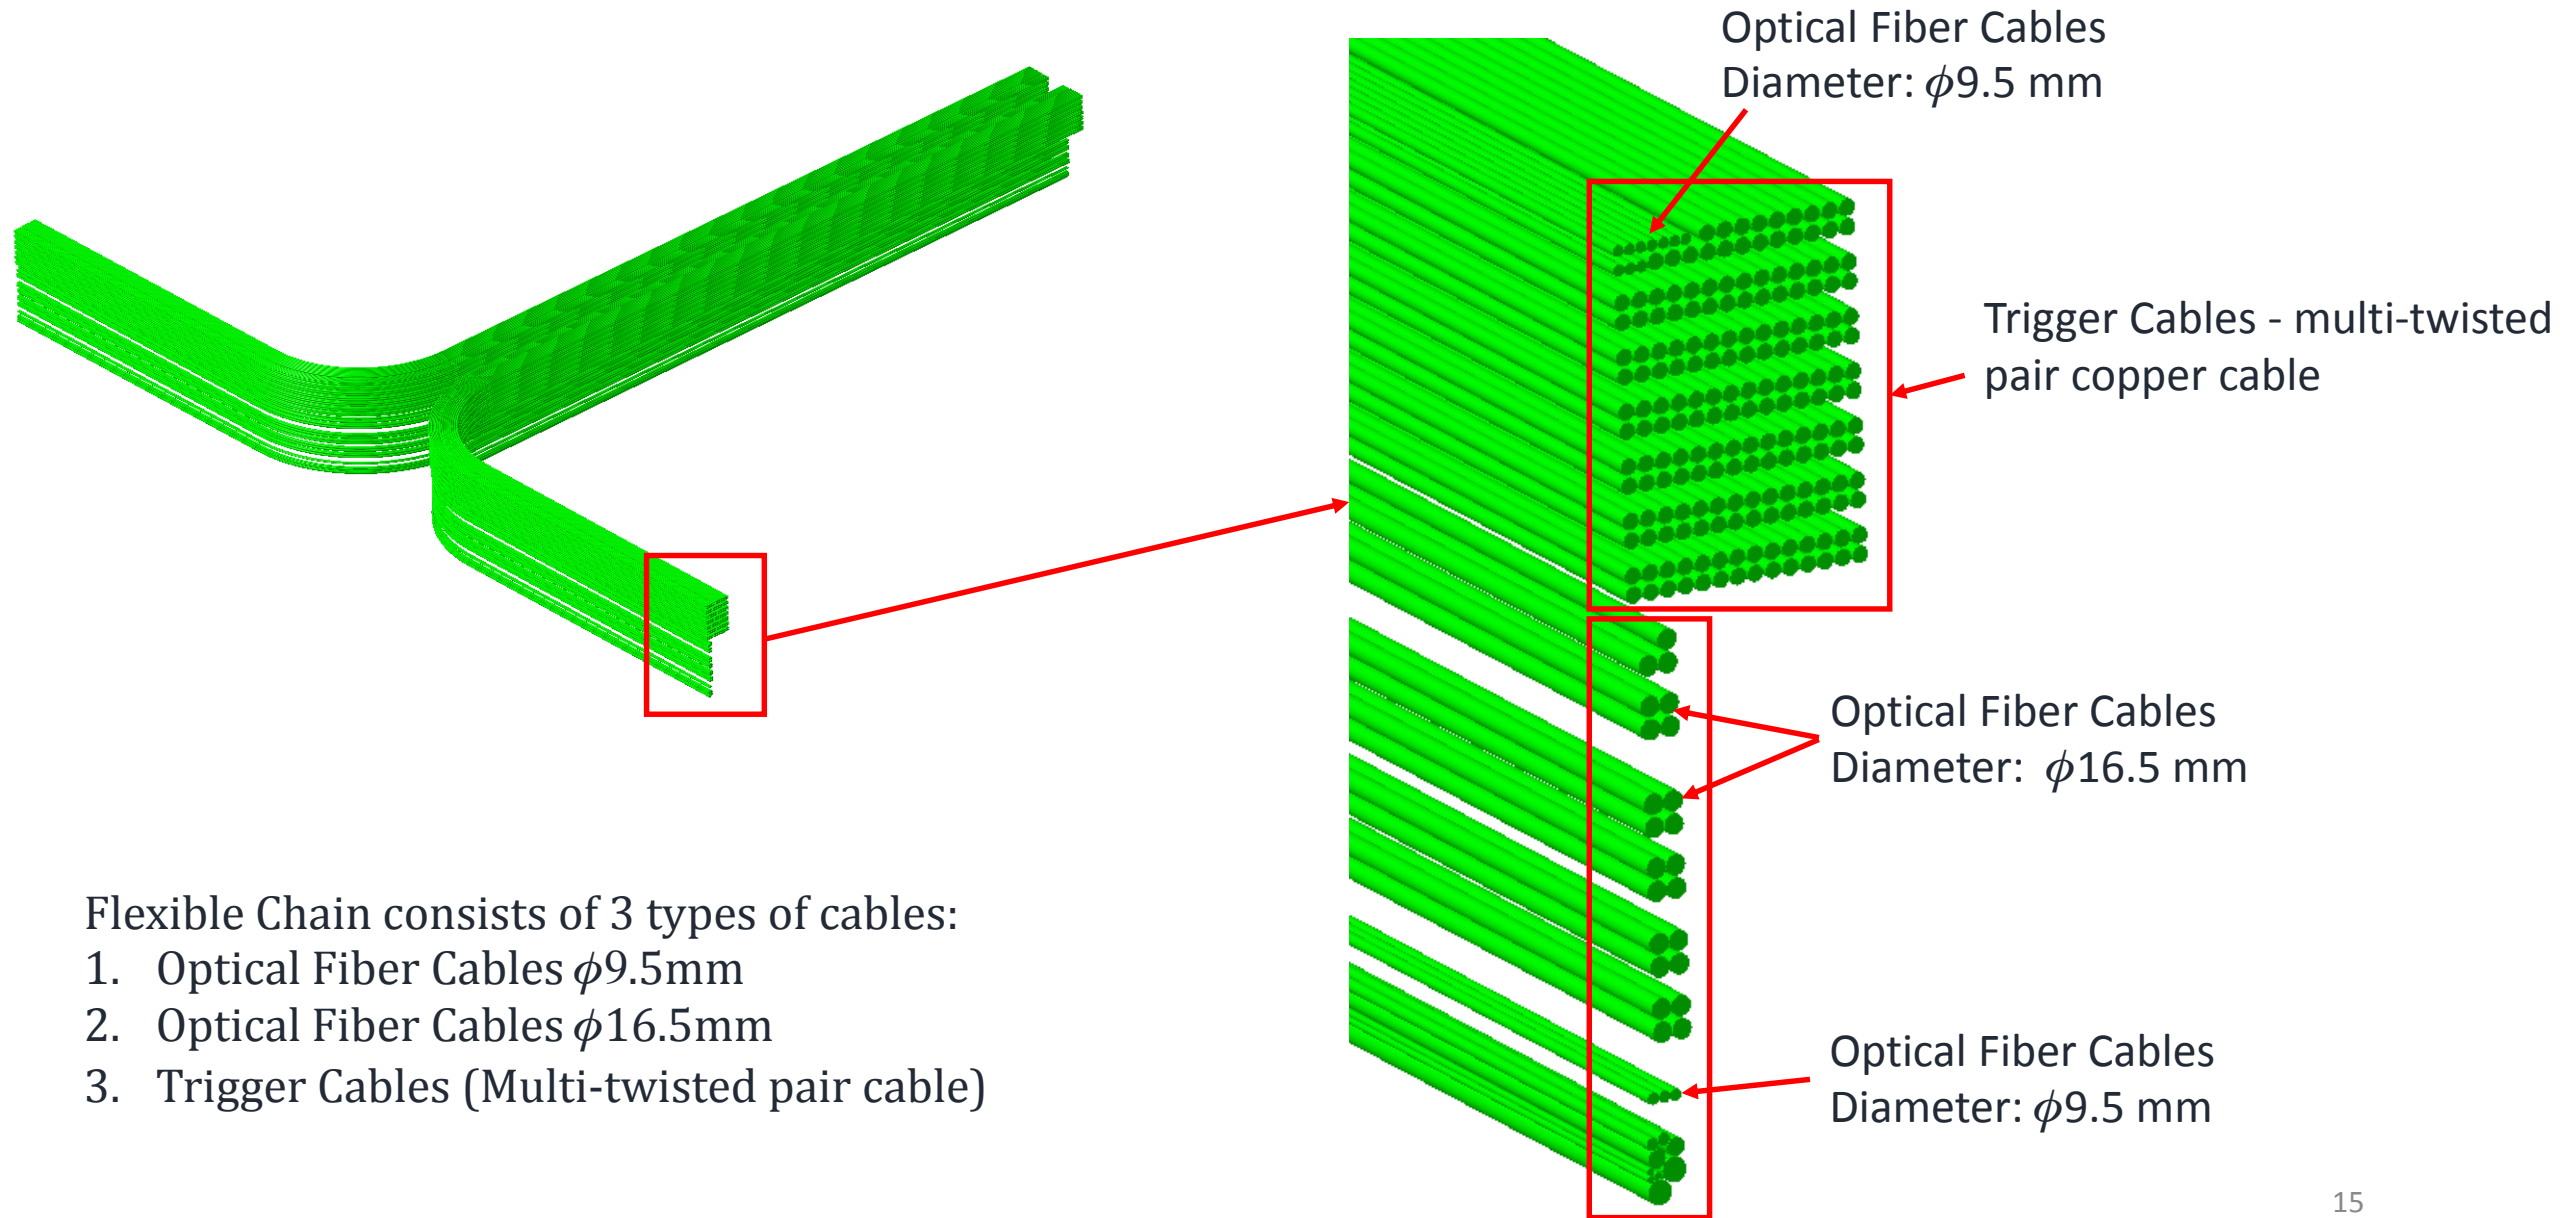 Optical Fiber Cables
Diameter: ϕ9.5 mm
Trigger Cables - multi-twisted
pair copper cable
Optical Fiber Cables
Diameter: ϕ16.5 mm
Flexible Chain consists of 3 types of cables:
1. Optical Fiber Cables ϕ9.5mm
2. Optical Fiber Cables ϕ16.5mm
3. Trigger Cables (Multi-twisted pair cable)
Optical Fiber Cables
Diameter: ϕ9.5 mm
15